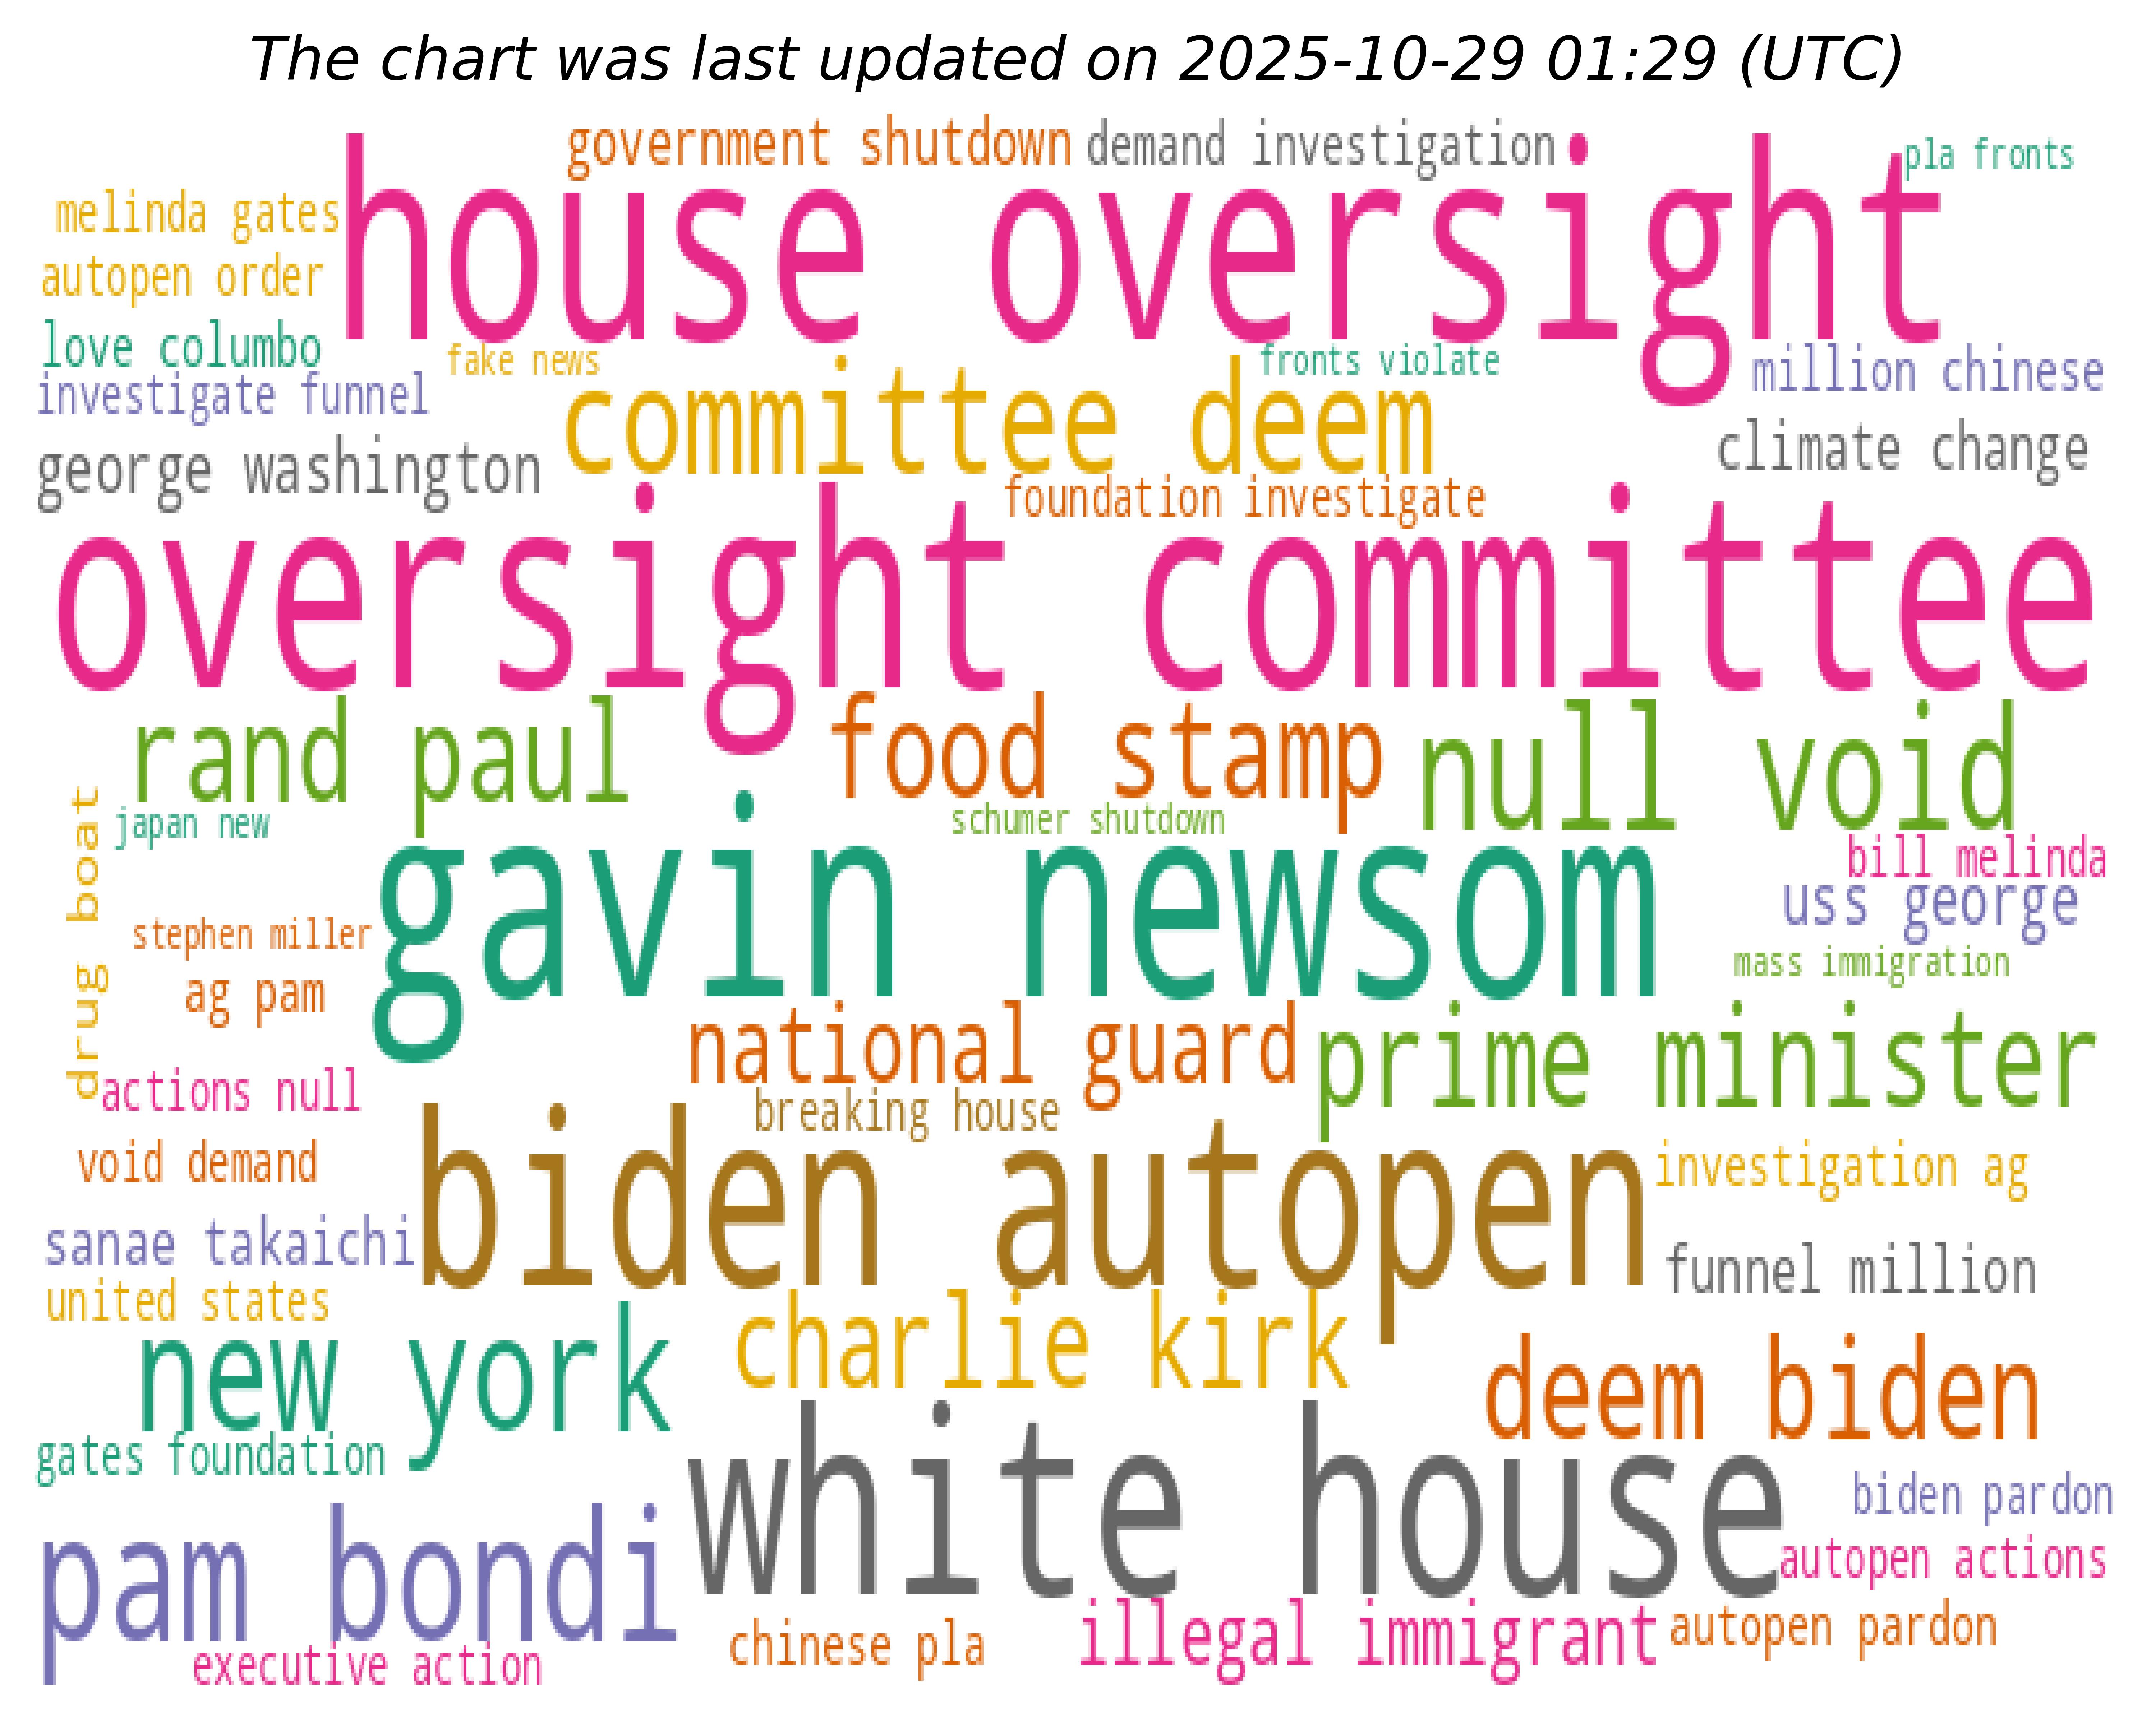 The chart was last updated on 2025-10-29 01:29 (UTC)
government shutdown
demand investigation
pla fronts
melinda gates
house oversight
autopen order
love columbo
fake news
fronts violate
million chinese
investigate funnel
committee deem
george washington
climate change
foundation investigate
oversight committee
rand paul
food stamp
null void
drug boat
japan new
schumer shutdown
gavin newsom
bill melinda
uss george
stephen miller
mass immigration
ag pam
national guard
prime minister
actions null
breaking house
void demand
biden autopen
investigation ag
sanae takaichi
funnel million
united states
charlie kirk
new york
deem biden
gates foundation
white house
biden pardon
pam bondi
autopen actions
chinese pla
illegal immigrant
autopen pardon
executive action